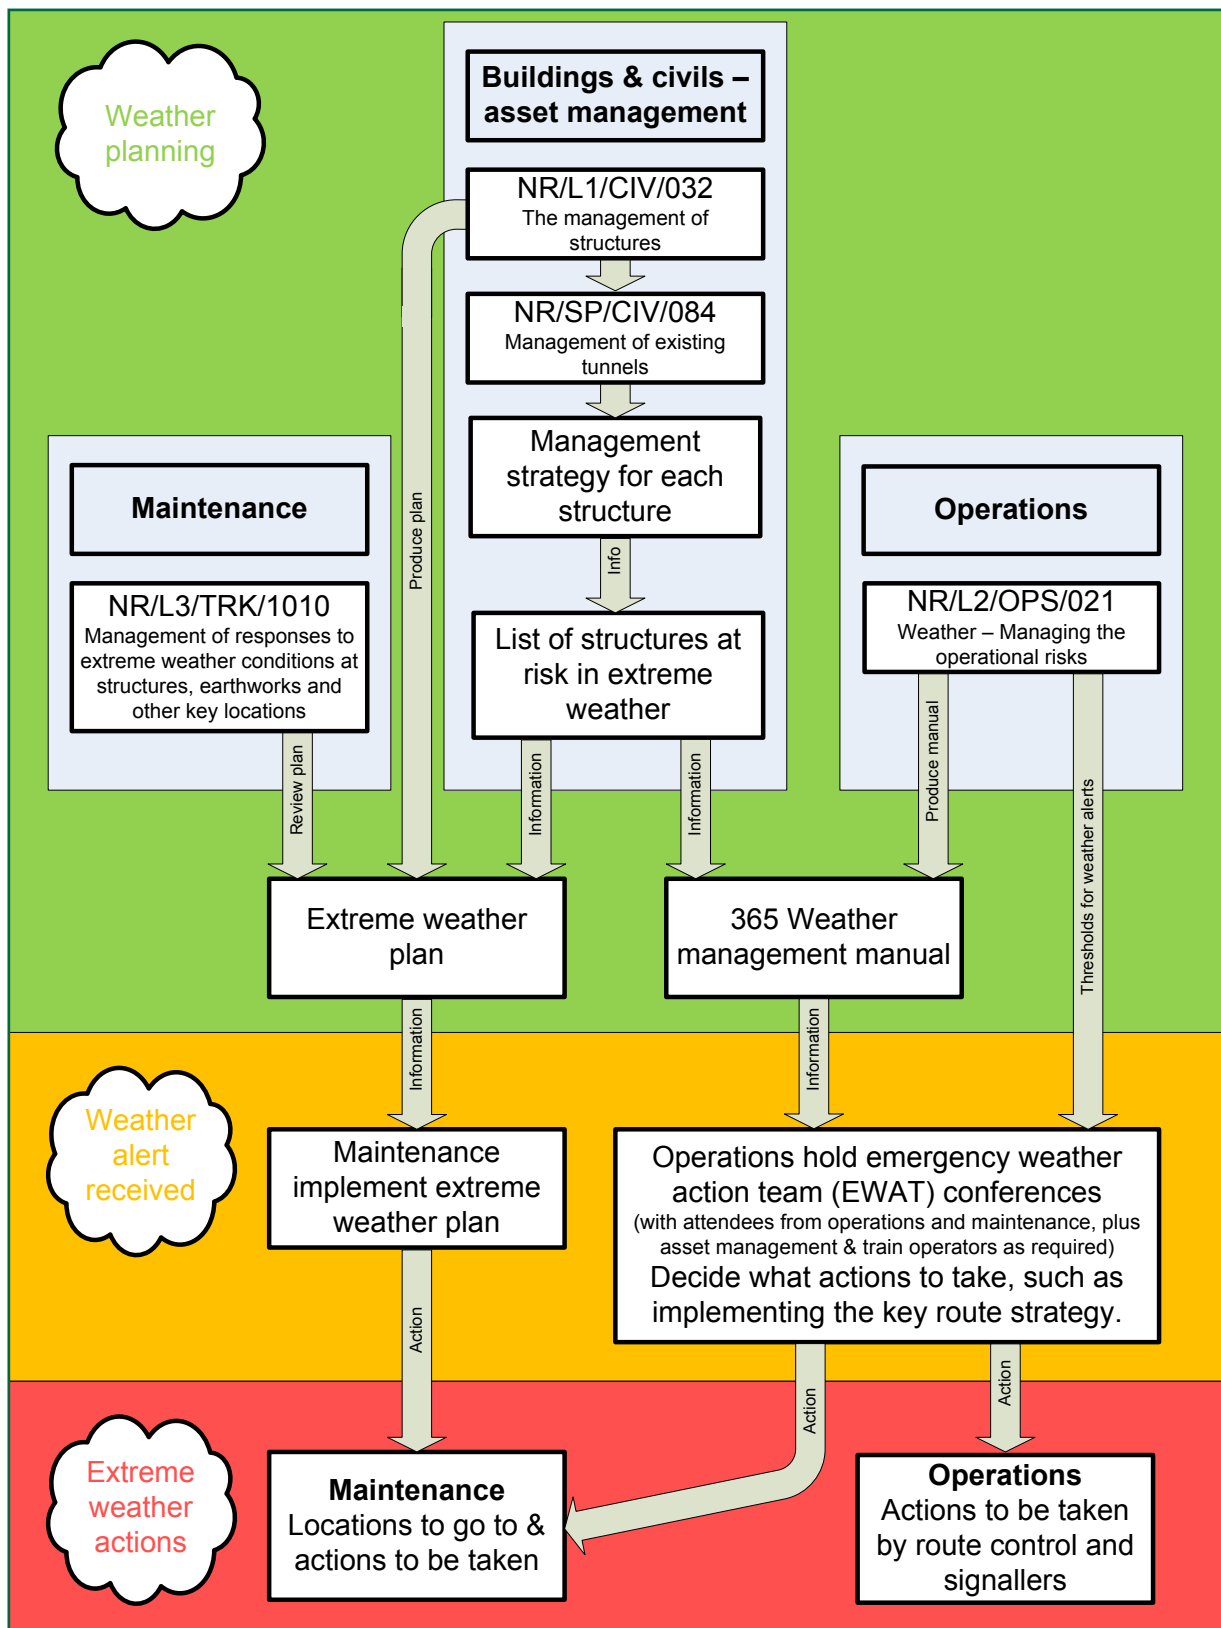 Weather
planning
Buildings & civils –
asset management
NR/L1/CIV/032
The management of
structures
NR/SP/CIV/084
Management of existing
tunnels
Management
strategy for each
structure
Info
List of structures at
risk in extreme
weather
Maintenance
NR/L3/TRK/1010
Management of responses to
extreme weather conditions at
structures, earthworks and
other key locations
Operations
NR/L2/OPS/021
Weather – Managing the
operational risks
Review plan
Produce plan
Information
Information
Produce manual
Thresholds for weather alerts
Extreme weather
plan
365 Weather
management manual
Information
Information
Weather
alert
received
Maintenance
implement extreme
weather plan
Operations hold emergency weather
action team (EWAT) conferences
(with attendees from operations and maintenance, plus
asset management & train operators as required)
Decide what actions to take, such as
implementing the key route strategy.
Action
Action
Action
Extreme
weather
actions
Maintenance
Locations to go to &
actions to be taken
Operations
Actions to be taken
by route control and
signallers